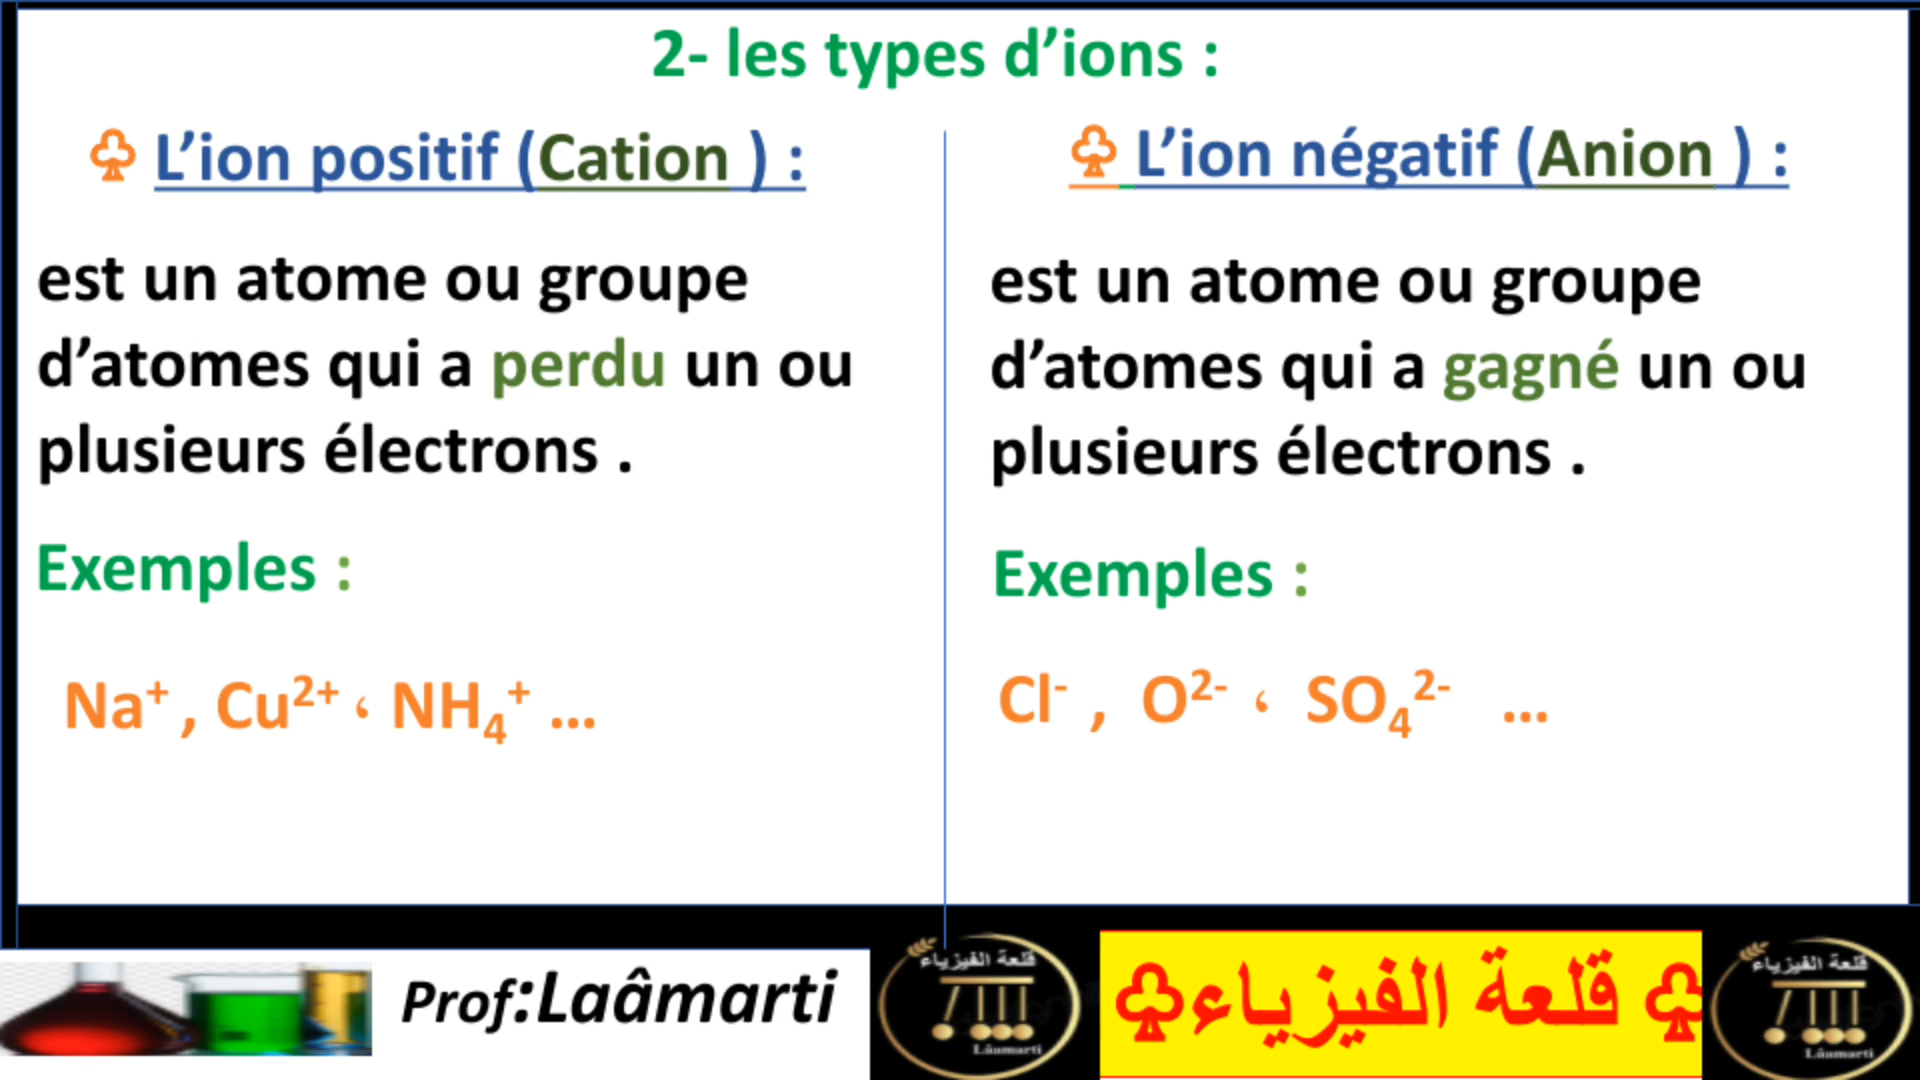 2- les types d’ions :
♧ L’ion positif (Cation ) :
est un atome ou groupe
d’atomes qui a perdu un ou
plusieurs électrons .
Exemples :
Na⁺ , Cu²⁺ ، NH₄⁺ ...
♧ L’ion négatif (Anion ) :
est un atome ou groupe
d’atomes qui a gagné un ou
plusieurs électrons .
Exemples :
Cl⁻ , O²⁻ ، SO₄²⁻ ...
Prof:Laâmarti
قلعة الفيزياء
Lâamarti
♧ قلعة الفيزياء♧
قلعة الفيزياء
Lâamarti